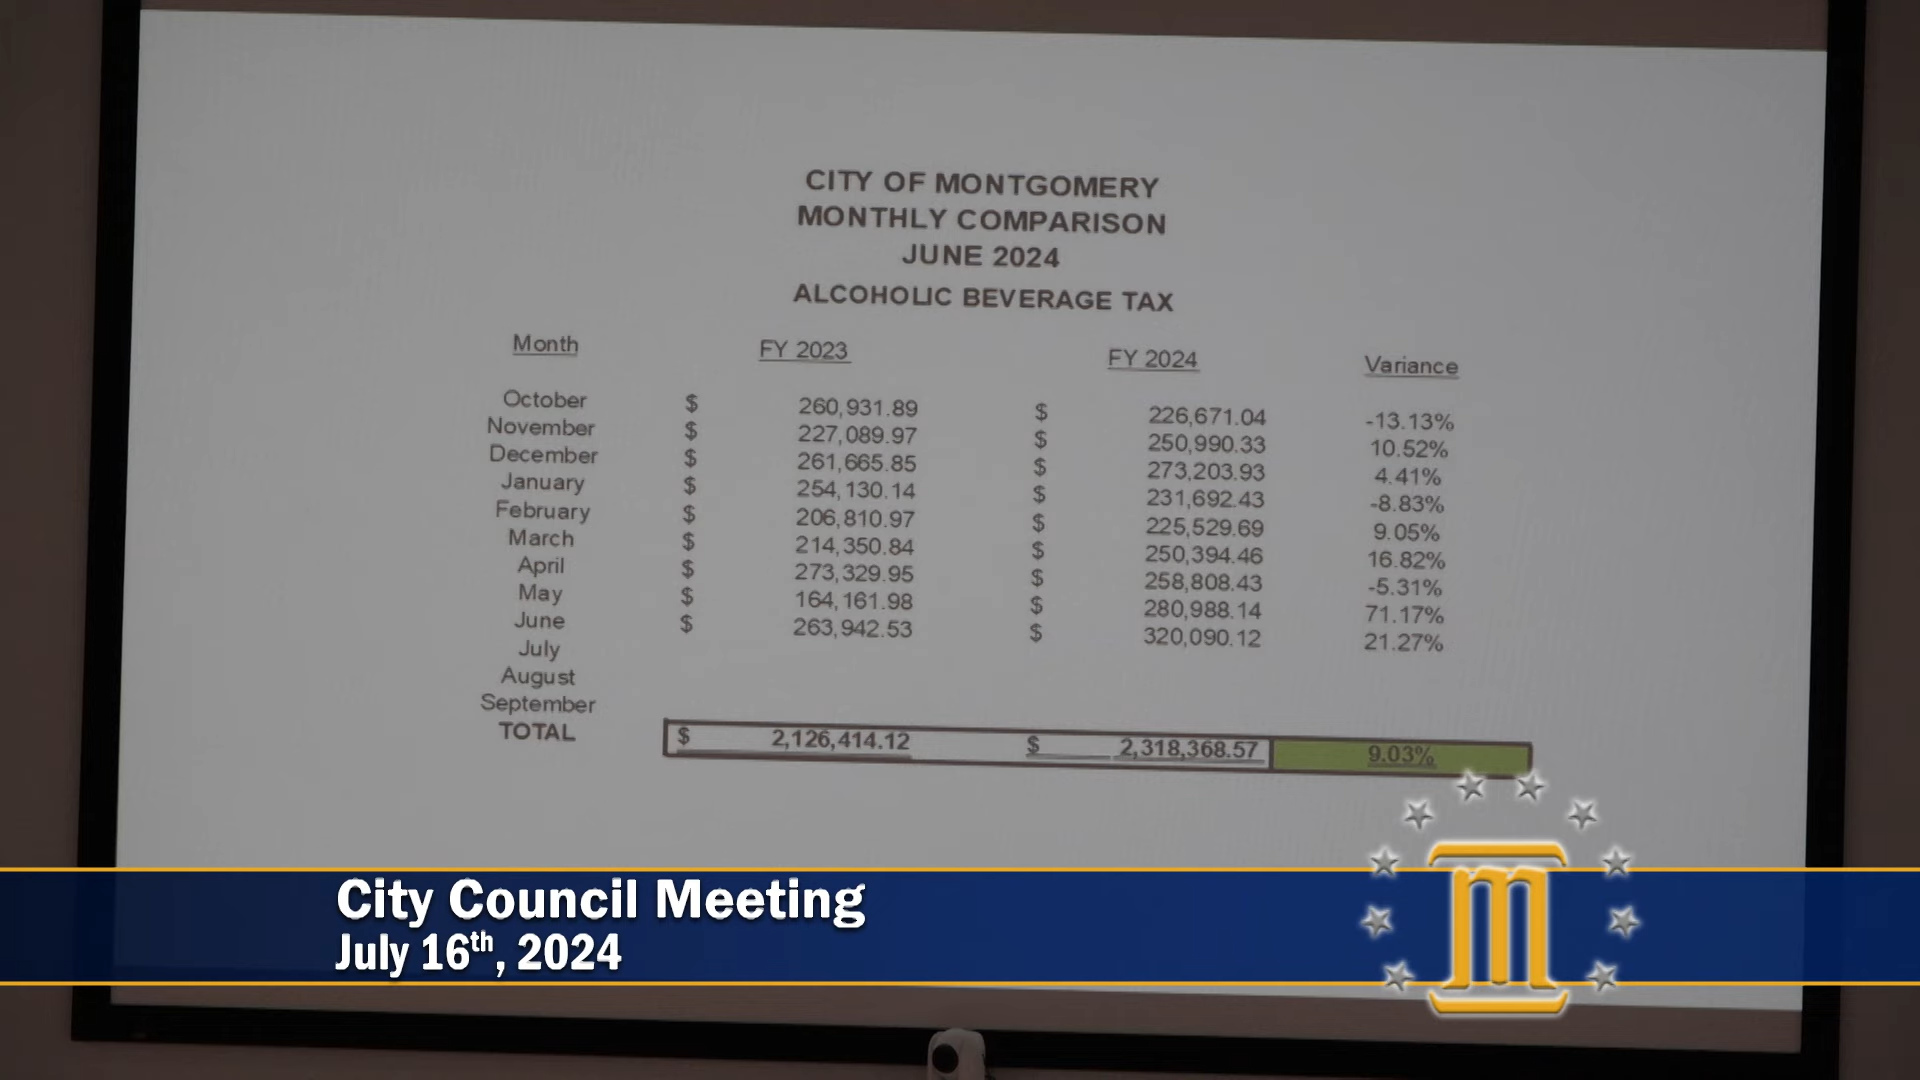 CITY OF MONTGOMERY
MONTHLY COMPARISON
JUNE 2024
ALCOHOLIC BEVERAGE TAX
Month FY 2023 FY 2024 Variance
October $ 260,931.89 $ 226,671.04 -13.13%
November $ 227,089.97 $ 250,990.33 10.52%
December $ 261,665.85 $ 273,203.93 4.41%
January $ 254,130.14 $ 231,692.43 -8.83%
February $ 206,810.97 $ 225,529.69 9.05%
March $ 214,350.84 $ 250,394.46 16.82%
April $ 273,329.95 $ 258,808.43 -5.31%
May $ 164,161.98 $ 280,988.14 71.17%
June $ 263,942.53 $ 320,090.12 21.27%
July
August
September
TOTAL $ 2,126,414.12 $ 2,318,368.57 9.03%
City Council Meeting
July 16th, 2024
M